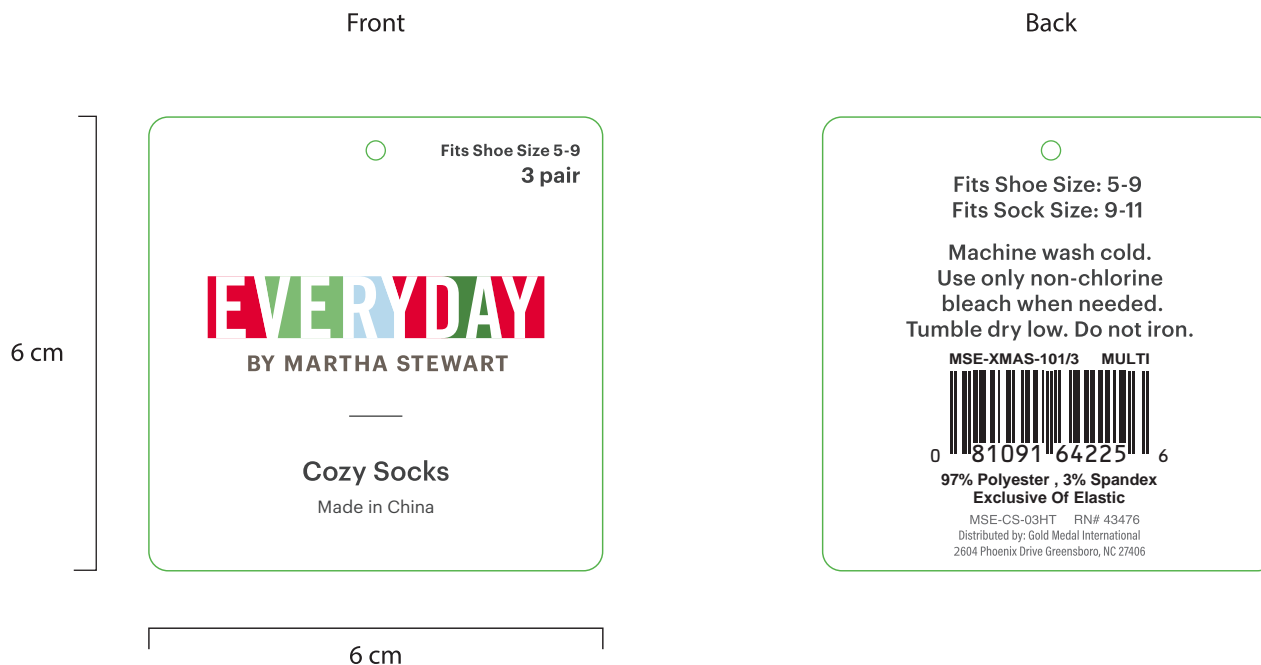 Front
Back
Fits Shoe Size 5-9
3 pair
EVERYDAY
BY MARTHA STEWART
Cozy Socks
Made in China
6 cm
6 cm
Fits Shoe Size: 5-9
Fits Sock Size: 9-11
Machine wash cold.
Use only non-chlorine
bleach when needed.
Tumble dry low. Do not iron.
MSE-XMAS-101/3 MULTI
0 81091 64225 6
97% Polyester , 3% Spandex
Exclusive Of Elastic
MSE-CS-03HT RN# 43476
Distributed by: Gold Medal International
2604 Phoenix Drive Greensboro, NC 27406